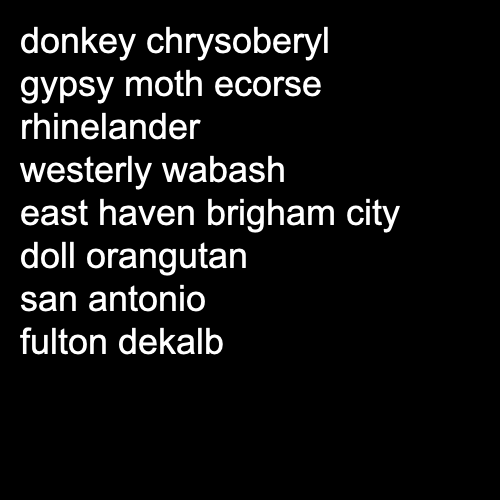 donkey chrysoberyl
gypsy moth ecorse
rhinelander
westerly wabash
east haven brigham city
doll orangutan
san antonio
fulton dekalb